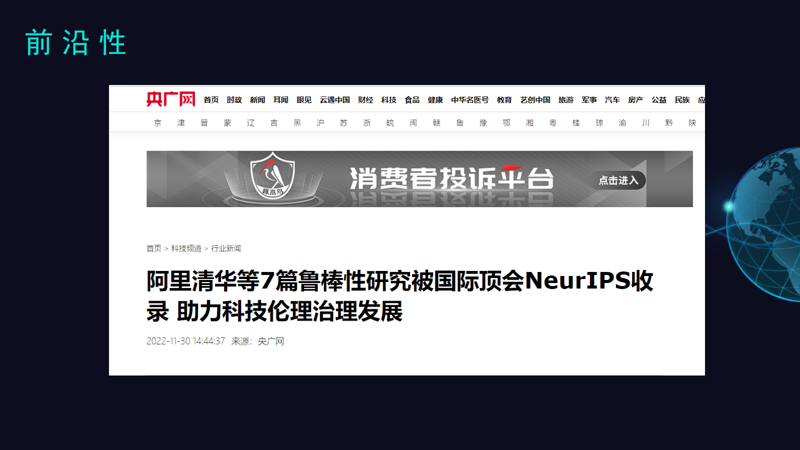 前沿性
央广网 首页 时政 新闻 耳闻 眼见 云遇中国 财经 科技 食品 健康 中华名医号 教育 艺创中国 旅游 军事 汽车 房产 公益 民族
京 津 晋 蒙 辽 吉 黑 沪 苏 浙 皖 闽 赣 鲁 豫 鄂 湘 粤 桂 琼 渝 川 黔 陕
啄木鸟 消费者投诉平台 点击进入
首页 > 科技频道 > 行业新闻
阿里清华等7篇鲁棒性研究被国际顶会NeurIPS收
录 助力科技伦理治理发展
2022-11-30 14:44:37 来源：央广网